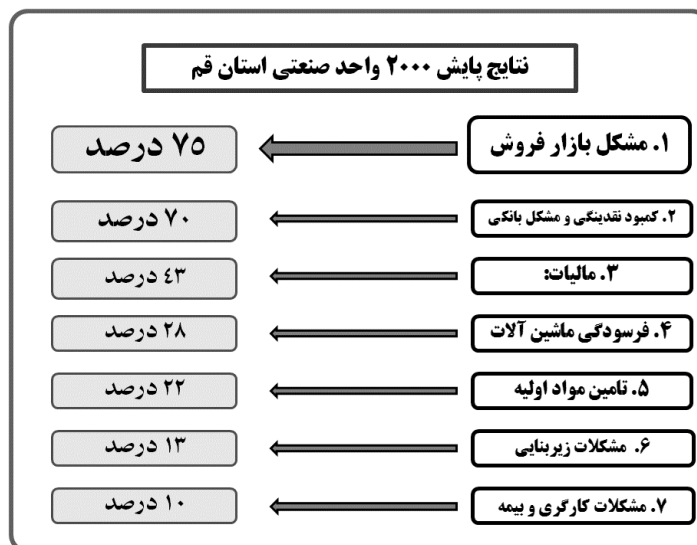 نتایج پایش ۲۰۰۰ واحد صنعتی استان قم
۱. مشکل بازار فروش
۷۵ درصد
۲. کمبود نقدینگی و مشکل بانکی
۷۰ درصد
۳. مالیات:
٤۳ درصد
۴. فرسودگی ماشین آلات
۲۸ درصد
۵. تامین مواد اولیه
۲۲ درصد
۶. مشکلات زیربنایی
۱۳ درصد
۷. مشکلات کارگری و بیمه
۱۰ درصد